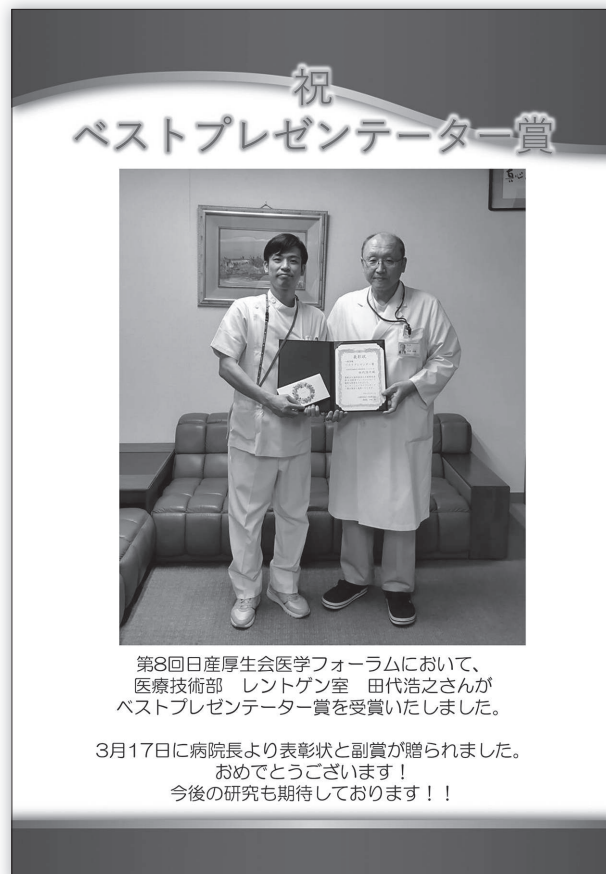 祝
ベストプレゼンテーター賞
表彰状
第8回日産厚生会医学フォーラムにおいて、
医療技術部　レントゲン室　田代浩之さんが
ベストプレゼンテーター賞を受賞いたしました。
3月17日に病院長より表彰状と副賞が贈られました。
おめでとうございます！
今後の研究も期待しております！！